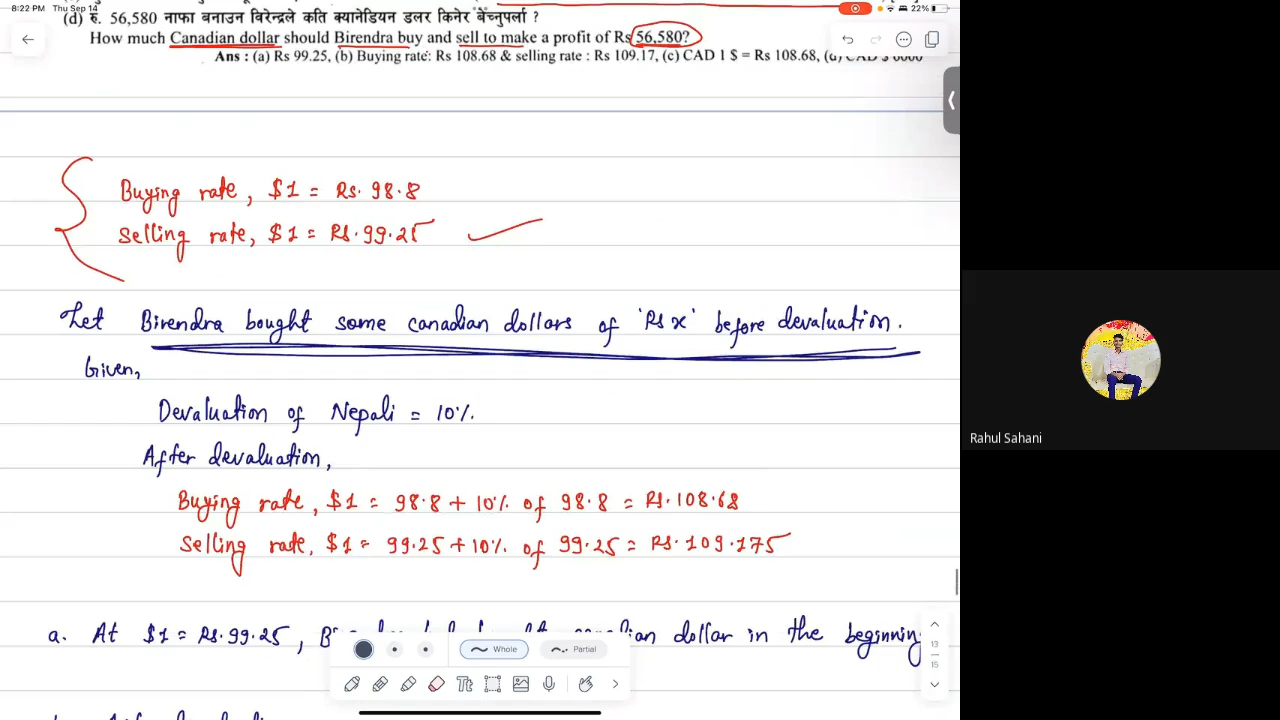 8:22 PM Thu Sep 14
22%
(d) रु. 56,580 नाफा बनाउन विरेन्द्रले कति क्यानेडियन डलर किनेर बेंच्नुपर्ला ?
How much Canadian dollar should Birendra buy and sell to make a profit of Rs 56,580?
Ans : (a) Rs 99.25, (b) Buying rate: Rs 108.68 & selling rate : Rs 109.17, (c) CAD 1 $ = Rs 108.68, (d) CAD $ 6000
Buying rate, $1 = Rs. 98.8
Selling rate, $1 = Rs. 99.25
Let Birendra bought some canadian dollars of 'Rs x' before devaluation.
Given,
Devaluation of Nepali = 10%.
After devaluation,
Buying rate, $1 = 98.8 + 10% of 98.8 = Rs. 108.68
Selling rate, $1 = 99.25 + 10% of 99.25 = Rs. 109.175
a. At $1 = Rs. 99.25, canadian dollar in the beginning
Whole
Partial
13
15
Rahul Sahani